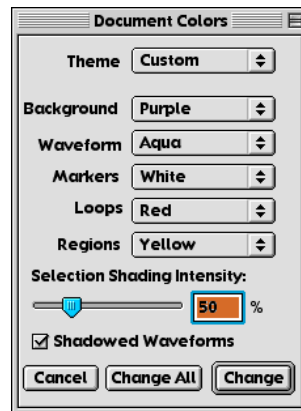 Document Colors
Theme Custom
Background Purple
Waveform Aqua
Markers White
Loops Red
Regions Yellow
Selection Shading Intensity:
50 %
Shadowed Waveforms
Cancel Change All Change